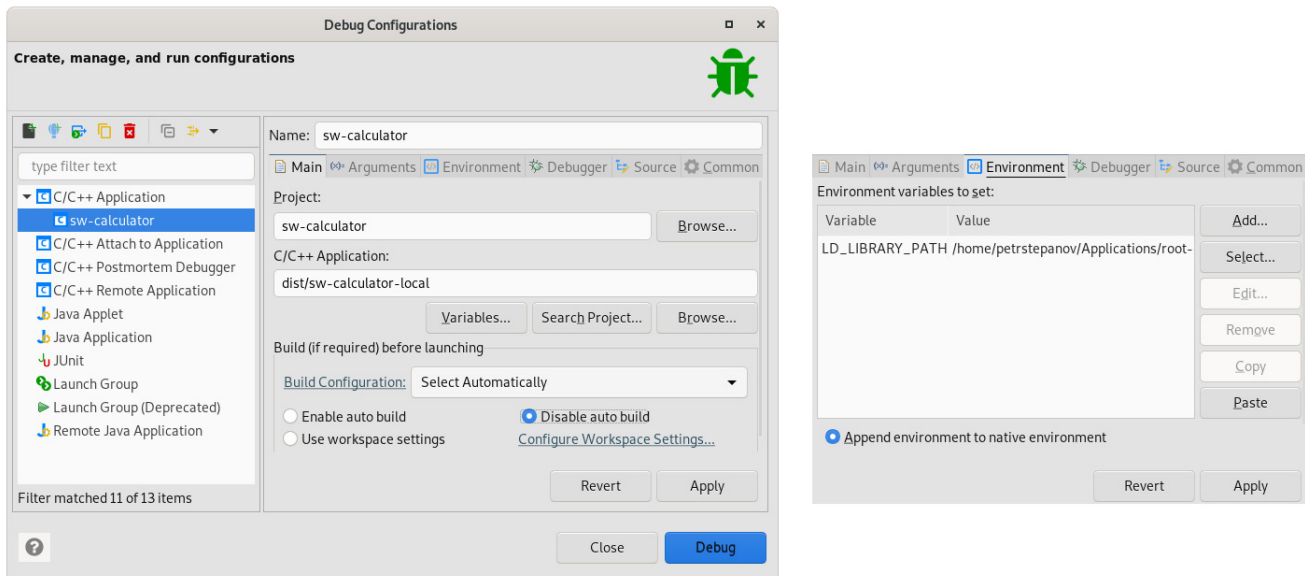 Debug Configurations
Create, manage, and run configurations
type filter text
C/C++ Application
sw-calculator
C/C++ Attach to Application
C/C++ Postmortem Debugger
C/C++ Remote Application
Java Applet
Java Application
JUnit
Launch Group
Launch Group (Deprecated)
Remote Java Application
Filter matched 11 of 13 items
Name: sw-calculator
Main Arguments Environment Debugger Source Common
Project:
sw-calculator Browse...
C/C++ Application:
dist/sw-calculator-local
Variables... Search Project... Browse...
Build (if required) before launching
Build Configuration: Select Automatically
Enable auto build Disable auto build
Use workspace settings Configure Workspace Settings...
Revert Apply
Close Debug
Main Arguments Environment Debugger Source Common
Environment variables to set:
Variable Value
LD_LIBRARY_PATH /home/petrstepanov/Applications/root-
Add...
Select...
Edit...
Remove
Copy
Paste
Append environment to native environment
Revert Apply